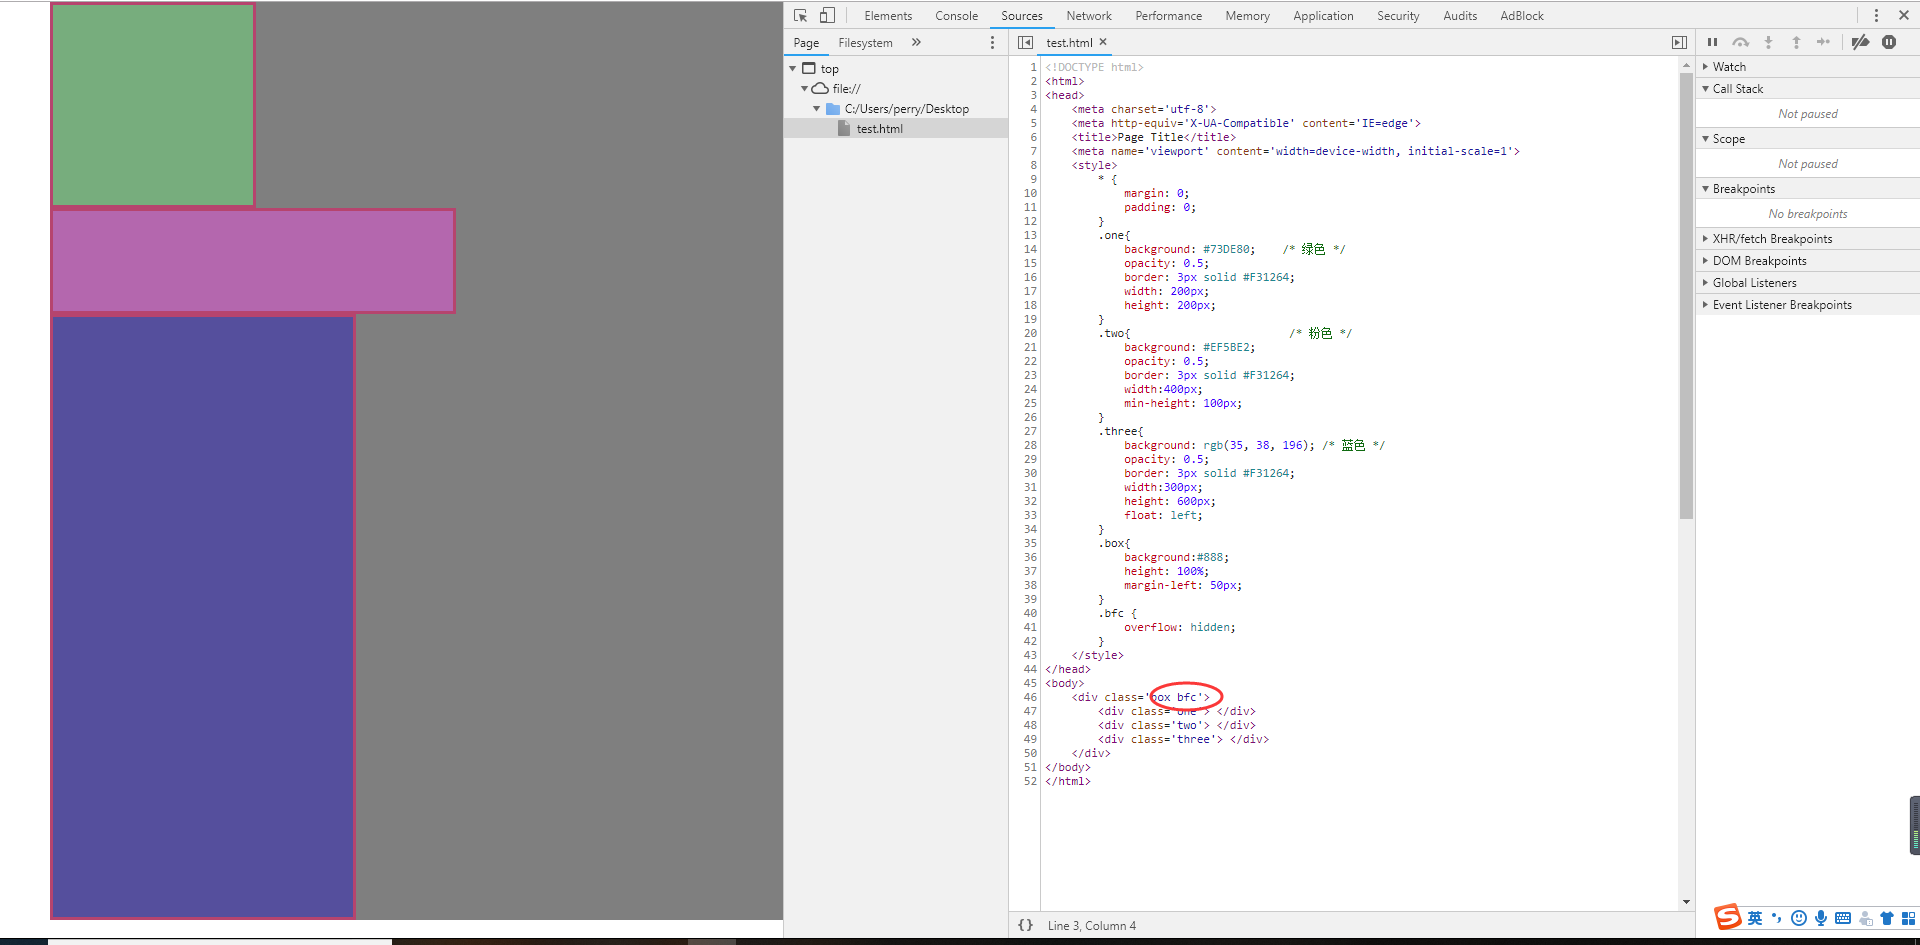 Elements Console Sources Network Performance Memory Application Security Audits AdBlock
Page Filesystem »
test.html ×
top
file://
C:/Users/perry/Desktop
test.html
1 <!DOCTYPE html>
2 <html>
3 <head>
4 <meta charset='utf-8'>
5 <meta http-equiv='X-UA-Compatible' content='IE=edge'>
6 <title>Page Title</title>
7 <meta name='viewport' content='width=device-width, initial-scale=1'>
8 <style>
9 * {
10 margin: 0;
11 padding: 0;
12 }
13 .one{
14 background: #73DE80; /* 绿色 */
15 opacity: 0.5;
16 border: 3px solid #F31264;
17 width: 200px;
18 height: 200px;
19 }
20 .two{ /* 粉色 */
21 background: #EF5BE2;
22 opacity: 0.5;
23 border: 3px solid #F31264;
24 width:400px;
25 min-height: 100px;
26 }
27 .three{
28 background: rgb(35, 38, 196); /* 蓝色 */
29 opacity: 0.5;
30 border: 3px solid #F31264;
31 width:300px;
32 height: 600px;
33 float: left;
34 }
35 .box{
36 background:#888;
37 height: 100%;
38 margin-left: 50px;
39 }
40 .bfc {
41 overflow: hidden;
42 }
43 </style>
44 </head>
45 <body>
46 <div class='box bfc'>
47 <div class='one'> </div>
48 <div class='two'> </div>
49 <div class='three'> </div>
50 </div>
51 </body>
52 </html>
{} Line 3, Column 4
Watch
Call Stack
Not paused
Scope
Not paused
Breakpoints
No breakpoints
XHR/fetch Breakpoints
DOM Breakpoints
Global Listeners
Event Listener Breakpoints
S 英